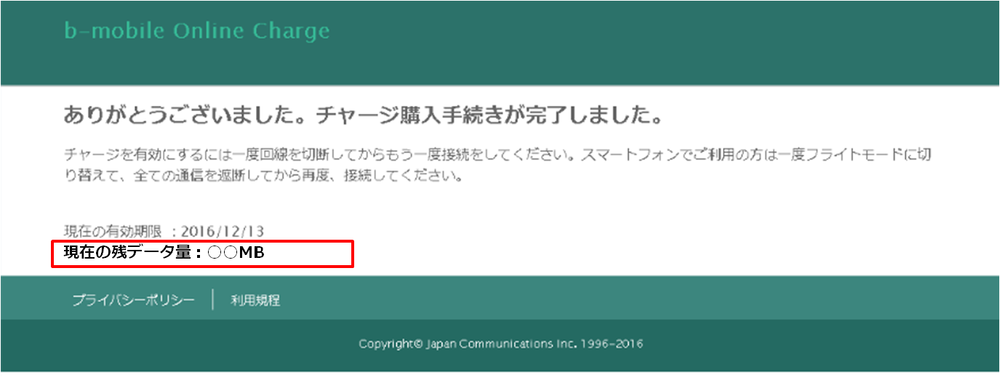 b-mobile Online Charge
ありがとうございました。チャージ購入手続きが完了しました。
チャージを有効にするには一度回線を切断してからもう一度接続をしてください。スマートフォンでご利用の方は一度フライトモードに切
り替えて、全ての通信を遮断してから再度、接続してください。
現在の有効期限 ：2016/12/13
現在の残データ量：○○MB
プライバシーポリシー
利用規程
Copyright© Japan Communications Inc. 1996-2016